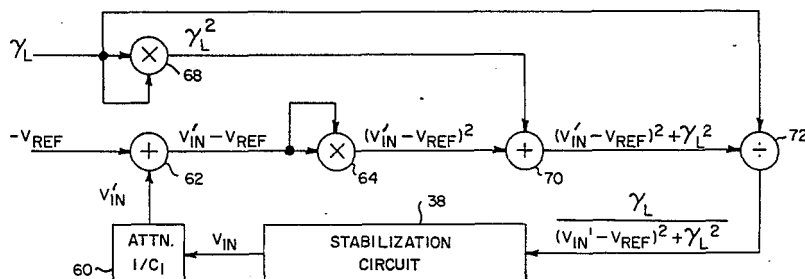 γL
γL²
×
68
-VREF
+
62
V′IN - VREF
×
64
(V′IN - VREF)²
+
70
(V′IN - VREF)² + γL²
÷
72
V′IN
ATTN.
1/C1
60
VIN
STABILIZATION
CIRCUIT
38
γL
(VIN' - VREF)² + γL²